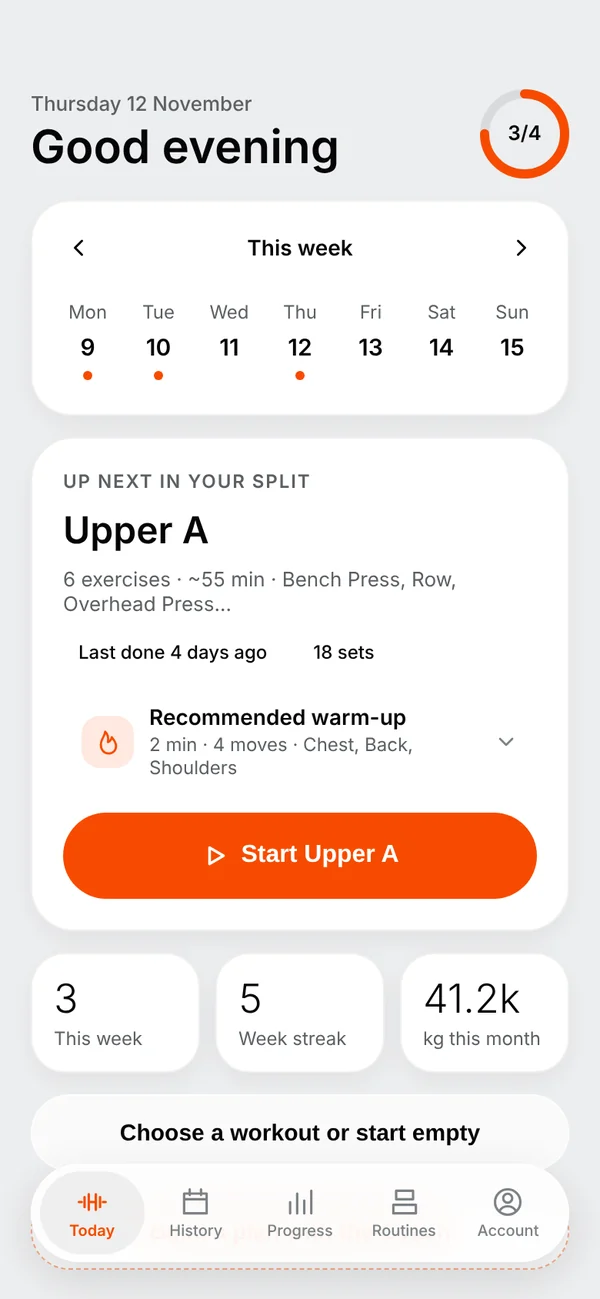 Thursday 12 November
Good evening
3/4
This week
Mon Tue Wed Thu Fri Sat Sun
9 10 11 12 13 14 15
UP NEXT IN YOUR SPLIT
Upper A
6 exercises · ~55 min · Bench Press, Row,
Overhead Press...
Last done 4 days ago 18 sets
Recommended warm-up
2 min · 4 moves · Chest, Back,
Shoulders
Start Upper A
3 5 41.2k
This week Week streak kg this month
Choose a workout or start empty
Today History Progress Routines Account